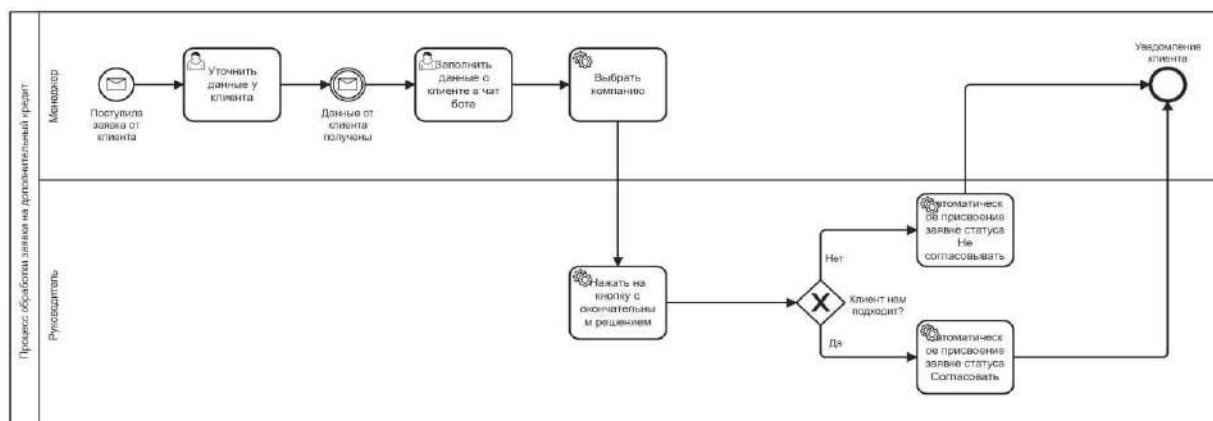 Процесс обработки заявки на дополнительный кредит
Менеджер
Поступила
заявка от
клиента
Уточнить
данные у
клиента
Данные от
клиента
получены
Заполнить
данные о
клиенте в чат
боте
Выбрать
компанию
Уведомление
клиента
Руководитель
Нажать на
кнопку с
окончательны
м решением
Клиент нам
подходит?
Нет
Да
Автоматическ
ое присвоение
заявке статуса
Не
согласовывать
Автоматическ
ое присвоение
заявке статуса
Согласовать